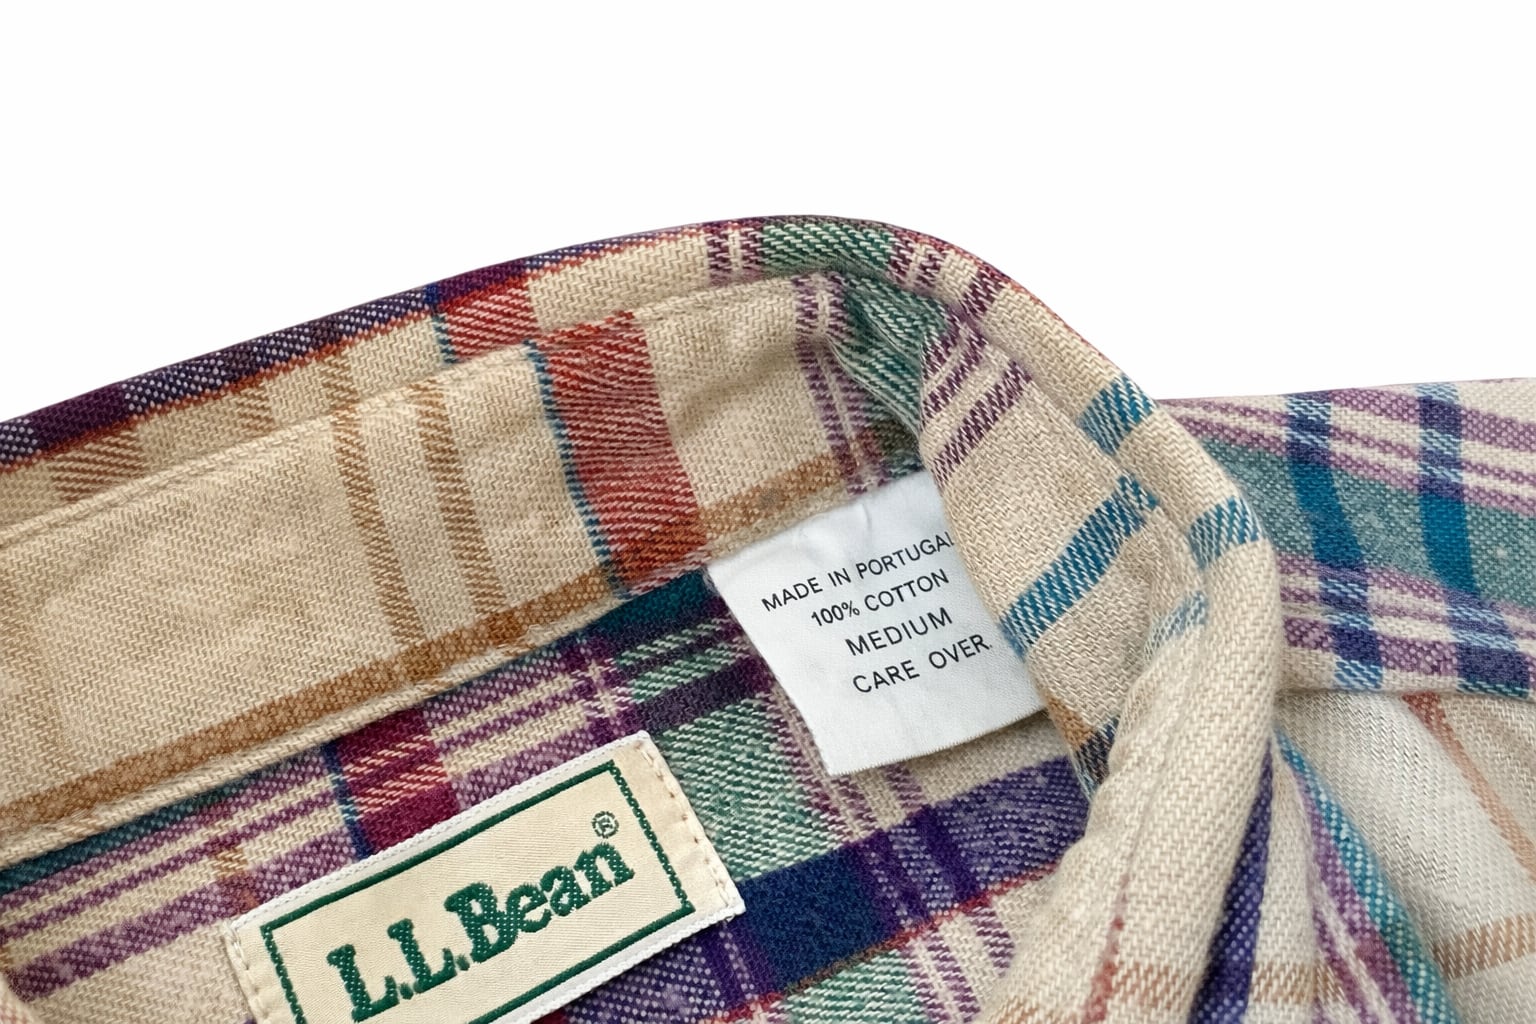 MADE IN PORTUGAL
100% COTTON
MEDIUM
CARE OVER.
L.L.Bean®